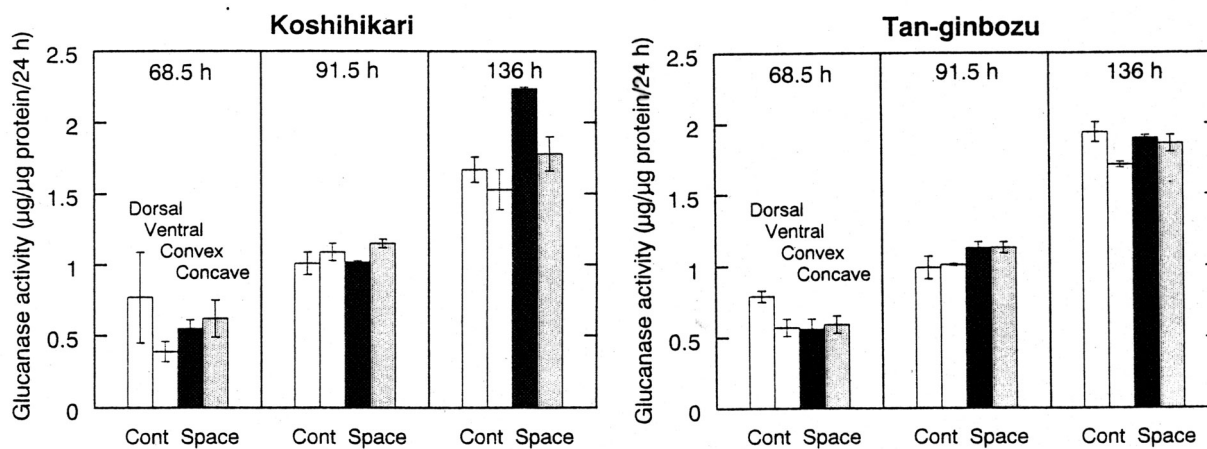 Koshihikari
Glucanase activity (µg/µg protein/24 h)
2.5
2
1.5
1
0.5
0
68.5 h
91.5 h
136 h
Dorsal
Ventral
Convex
Concave
Cont Space
Cont Space
Cont Space
Tan-ginbozu
Glucanase activity (µg/µg protein/24 h)
2.5
2
1.5
1
0.5
0
68.5 h
91.5 h
136 h
Dorsal
Ventral
Convex
Concave
Cont Space
Cont Space
Cont Space